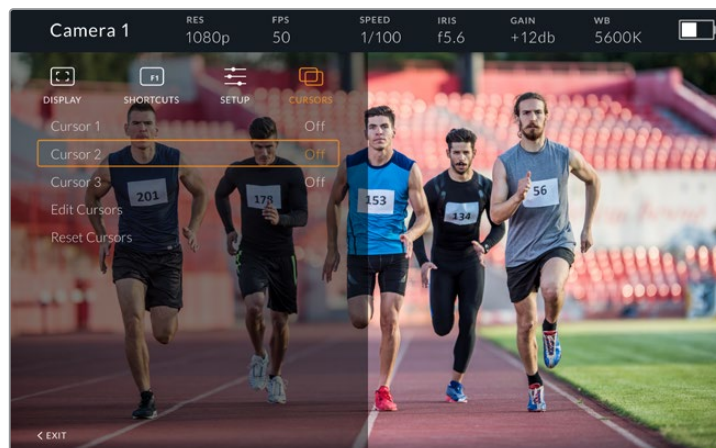 Camera 1
RES
1080p
FPS
50
SPEED
1/100
IRIS
f5.6
GAIN
+12db
WB
5600K
F1
DISPLAY
SHORTCUTS
SETUP
CURSORS
Cursor 1 Off
Cursor 2 Off
Cursor 3 Off
Edit Cursors
Reset Cursors
201
178
153
134
56
< EXIT